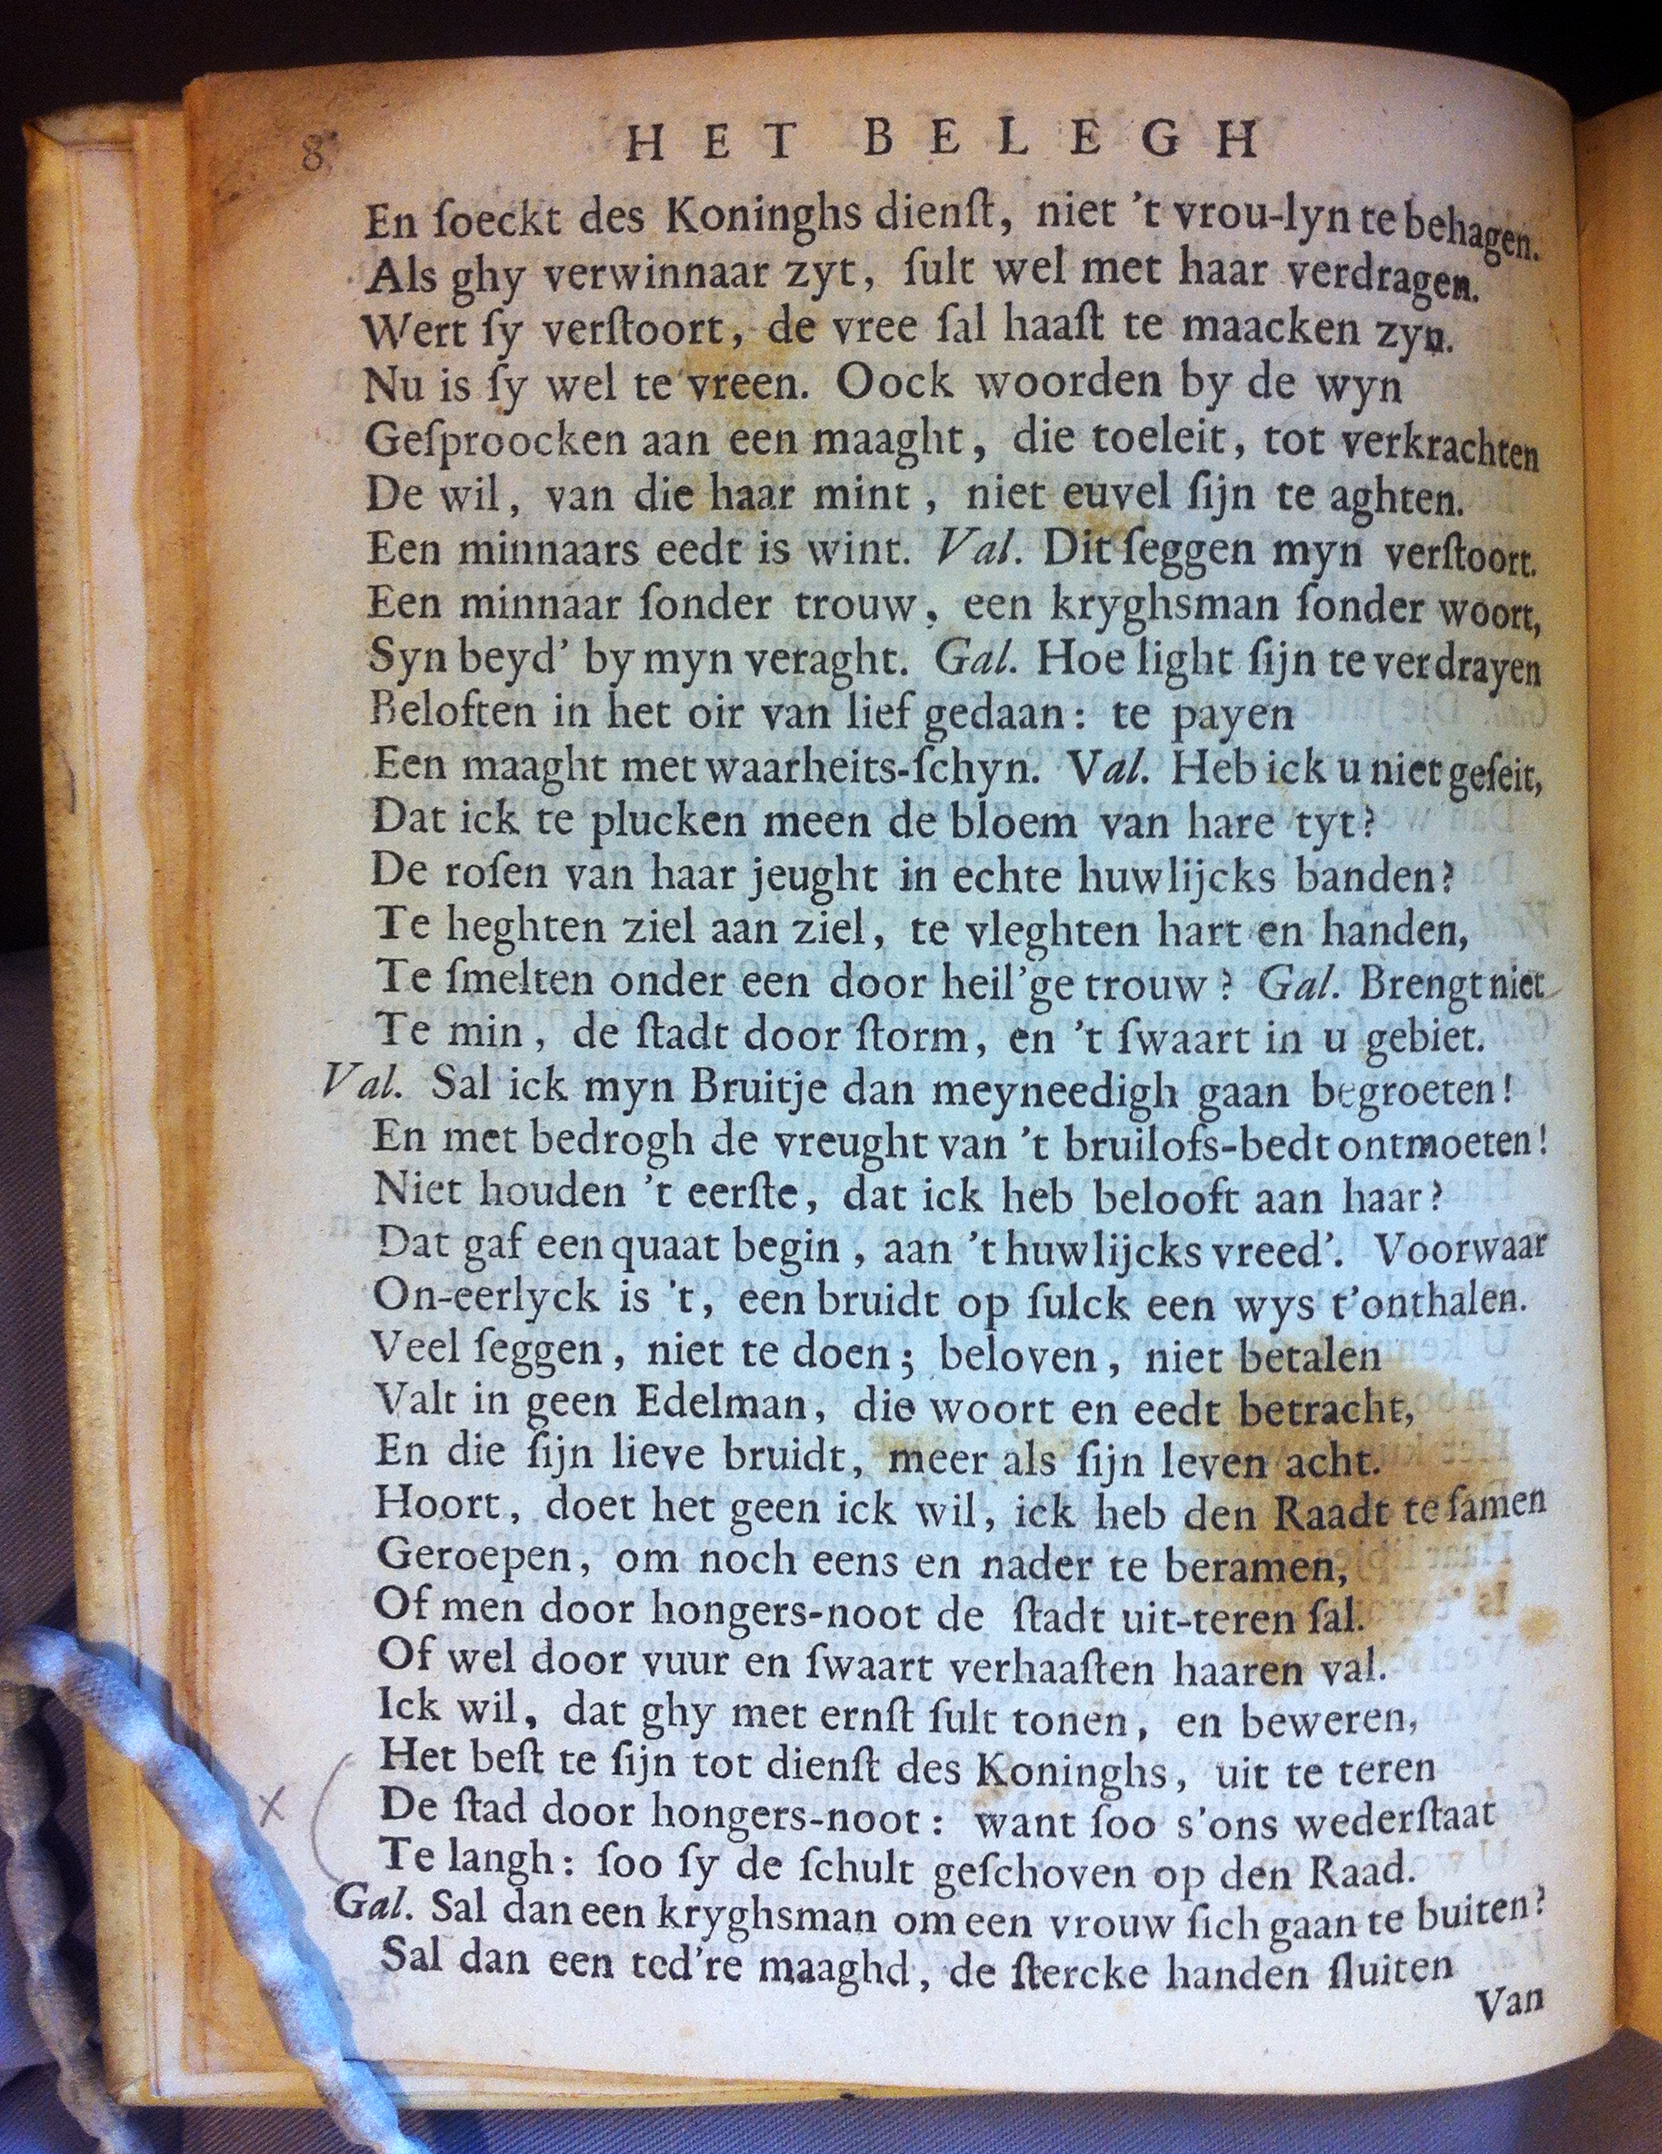 8 HET BELEGH
En ſoeckt des Koninghs dienſt, niet 't vrou-lyn te behagen.
Als ghy verwinnaar zyt, ſult wel met haar verdragen.
Wert ſy verſtoort, de vree ſal haaſt te maacken zyn.
Nu is ſy wel te vreen. Oock woorden by de wyn
Geſproocken aan een maaght, die toeleit, tot verkrachten
De wil, van die haar mint, niet euvel ſijn te aghten.
Een minnaars eedt is wint. Val. Dit ſeggen myn verſtoort.
Een minnaar ſonder trouw, een kryghsman ſonder woort,
Syn beyd' by myn veraght. Gal. Hoe light ſijn te verdrayen
Beloften in het oir van lief gedaan: te payen
Een maaght met waarheits-ſchyn. Val. Heb ick u niet geſeit,
Dat ick te plucken meen de bloem van hare tyt?
De roſen van haar jeught in echte huwlijcks banden?
Te heghten ziel aan ziel, te vleghten hart en handen,
Te ſmelten onder een door heil'ge trouw? Gal. Brengt niet
Te min, de ſtadt door ſtorm, en 't ſwaart in u gebiet.
Val. Sal ick myn Bruitje dan meyneedigh gaan begroeten!
En met bedrogh de vreught van 't bruilofs-bedt ontmoeten!
Niet houden 't eerſte, dat ick heb belooft aan haar?
Dat gaf een quaat begin, aan 't huwlijcks vreed'. Voorwaar
On-eerlyck is 't, een bruidt op ſulck een wys t'onthalen.
Veel ſeggen, niet te doen; beloven, niet betalen
Valt in geen Edelman, die woort en eedt betracht,
En die ſijn lieve bruidt, meer als ſijn leven acht.
Hoort, doet het geen ick wil, ick heb den Raadt te ſamen
Geroepen, om noch eens en nader te beramen,
Of men door hongers-noot de ſtadt uit-teren ſal.
Of wel door vuur en ſwaart verhaaſten haaren val.
Ick wil, dat ghy met ernſt ſult tonen, en beweren,
Het beſt te ſijn tot dienſt des Koninghs, uit te teren
De ſtad door hongers-noot: want ſoo s'ons wederſtaat
Te langh: ſoo ſy de ſchult geſchoven op den Raad.
Gal. Sal dan een kryghsman om een vrouw ſich gaan te buiten?
Sal dan een ted're maaghd, de ſtercke handen ſluiten
Van